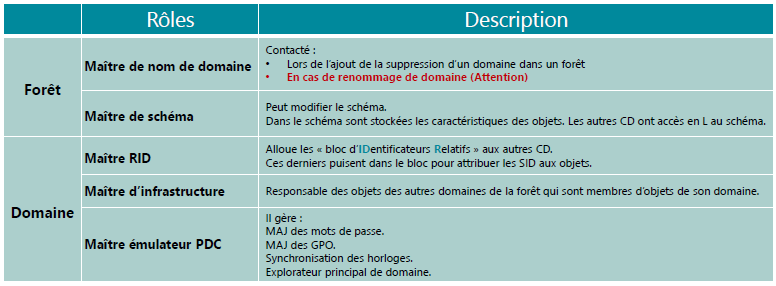 Rôles
Description
Forêt
Maître de nom de domaine
Contacté :
• Lors de l'ajout de la suppression d'un domaine dans un forêt
• En cas de renommage de domaine (Attention)
Maître de schéma
Peut modifier le schéma.
Dans le schéma sont stockées les caractéristiques des objets. Les autres CD ont accès en L au schéma.
Domaine
Maître RID
Alloue les « bloc d'IDentificateurs Relatifs » aux autres CD.
Ces derniers puisent dans le bloc pour attribuer les SID aux objets.
Maître d'infrastructure
Responsable des objets des autres domaines de la forêt qui sont membres d'objets de son domaine.
Maître émulateur PDC
Il gère :
MAJ des mots de passe.
MAJ des GPO.
Synchronisation des horloges.
Explorateur principal de domaine.